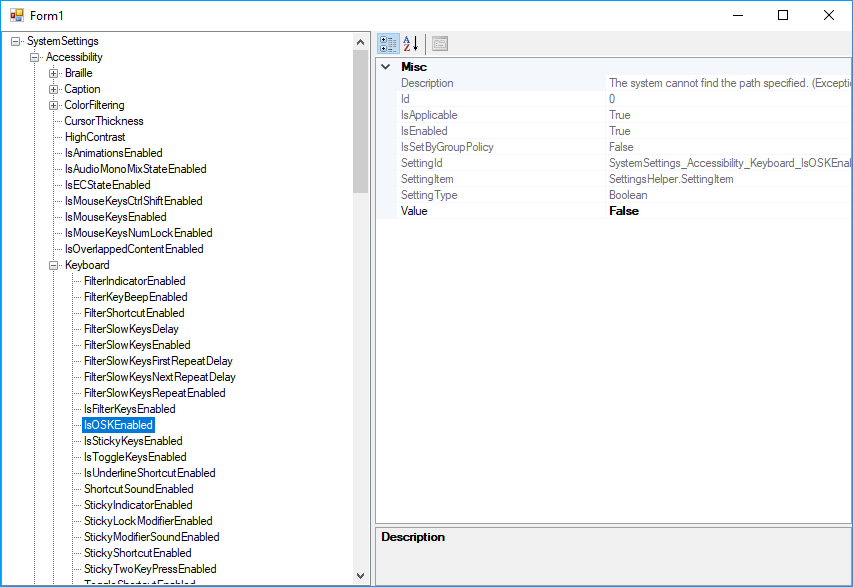 Form1
SystemSettings
Accessibility
Braille
Caption
ColorFiltering
CursorThickness
HighContrast
IsAnimationsEnabled
IsAudioMonoMixStateEnabled
IsECStateEnabled
IsMouseKeysCtrlShiftEnabled
IsMouseKeysEnabled
IsMouseKeysNumLockEnabled
IsOverlappedContentEnabled
Keyboard
FilterIndicatorEnabled
FilterKeyBeepEnabled
FilterShortcutEnabled
FilterSlowKeysDelay
FilterSlowKeysEnabled
FilterSlowKeysFirstRepeatDelay
FilterSlowKeysNextRepeatDelay
FilterSlowKeysRepeatEnabled
IsFilterKeysEnabled
IsOSKEnabled
IsStickyKeysEnabled
IsToggleKeysEnabled
IsUnderlineShortcutEnabled
ShortcutSoundEnabled
StickyIndicatorEnabled
StickyLockModifierEnabled
StickyModifierSoundEnabled
StickyShortcutEnabled
StickyTwoKeyPressEnabled
ToggleShortcutEnabled
Misc
Description The system cannot find the path specified. (Excepti
Id 0
IsApplicable True
IsEnabled True
IsSetByGroupPolicy False
SettingId SystemSettings_Accessibility_Keyboard_IsOSKEnal
SettingItem SettingsHelper.SettingItem
SettingType Boolean
Value False
Description